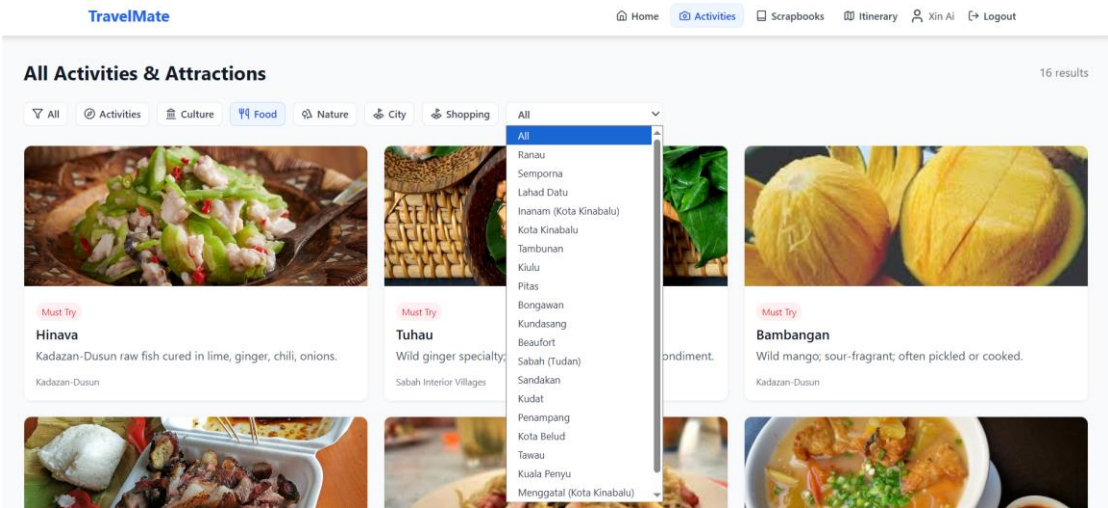 TravelMate
Home Activities Scrapbooks Itinerary Xin Ai Logout
All Activities & Attractions
16 results
All Activities Culture Food Nature City Shopping All
All
Ranau
Semporna
Lahad Datu
Inanam (Kota Kinabalu)
Kota Kinabalu
Tambunan
Kiulu
Pitas
Bongawan
Kundasang
Beaufort
Sabah (Tudan)
Sandakan
Kudat
Penampang
Kota Belud
Tawau
Kuala Penyu
Menggatal (Kota Kinabalu)
Must Try
Hinava
Kadazan-Dusun raw fish cured in lime, ginger, chili, onions.
Kadazan-Dusun
Must Try
Tuhau
Wild ginger specialty;
Sabah Interior Villages
Must Try
Bambangan
Wild mango; sour-fragrant; often pickled or cooked.
Kadazan-Dusun